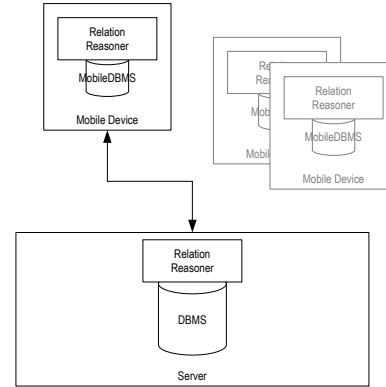 Relation
Reasoner
MobileDBMS
Mobile Device
Relation
Reasoner
MobileDBMS
Mobile Device
Relation
Reasoner
DBMS
Server